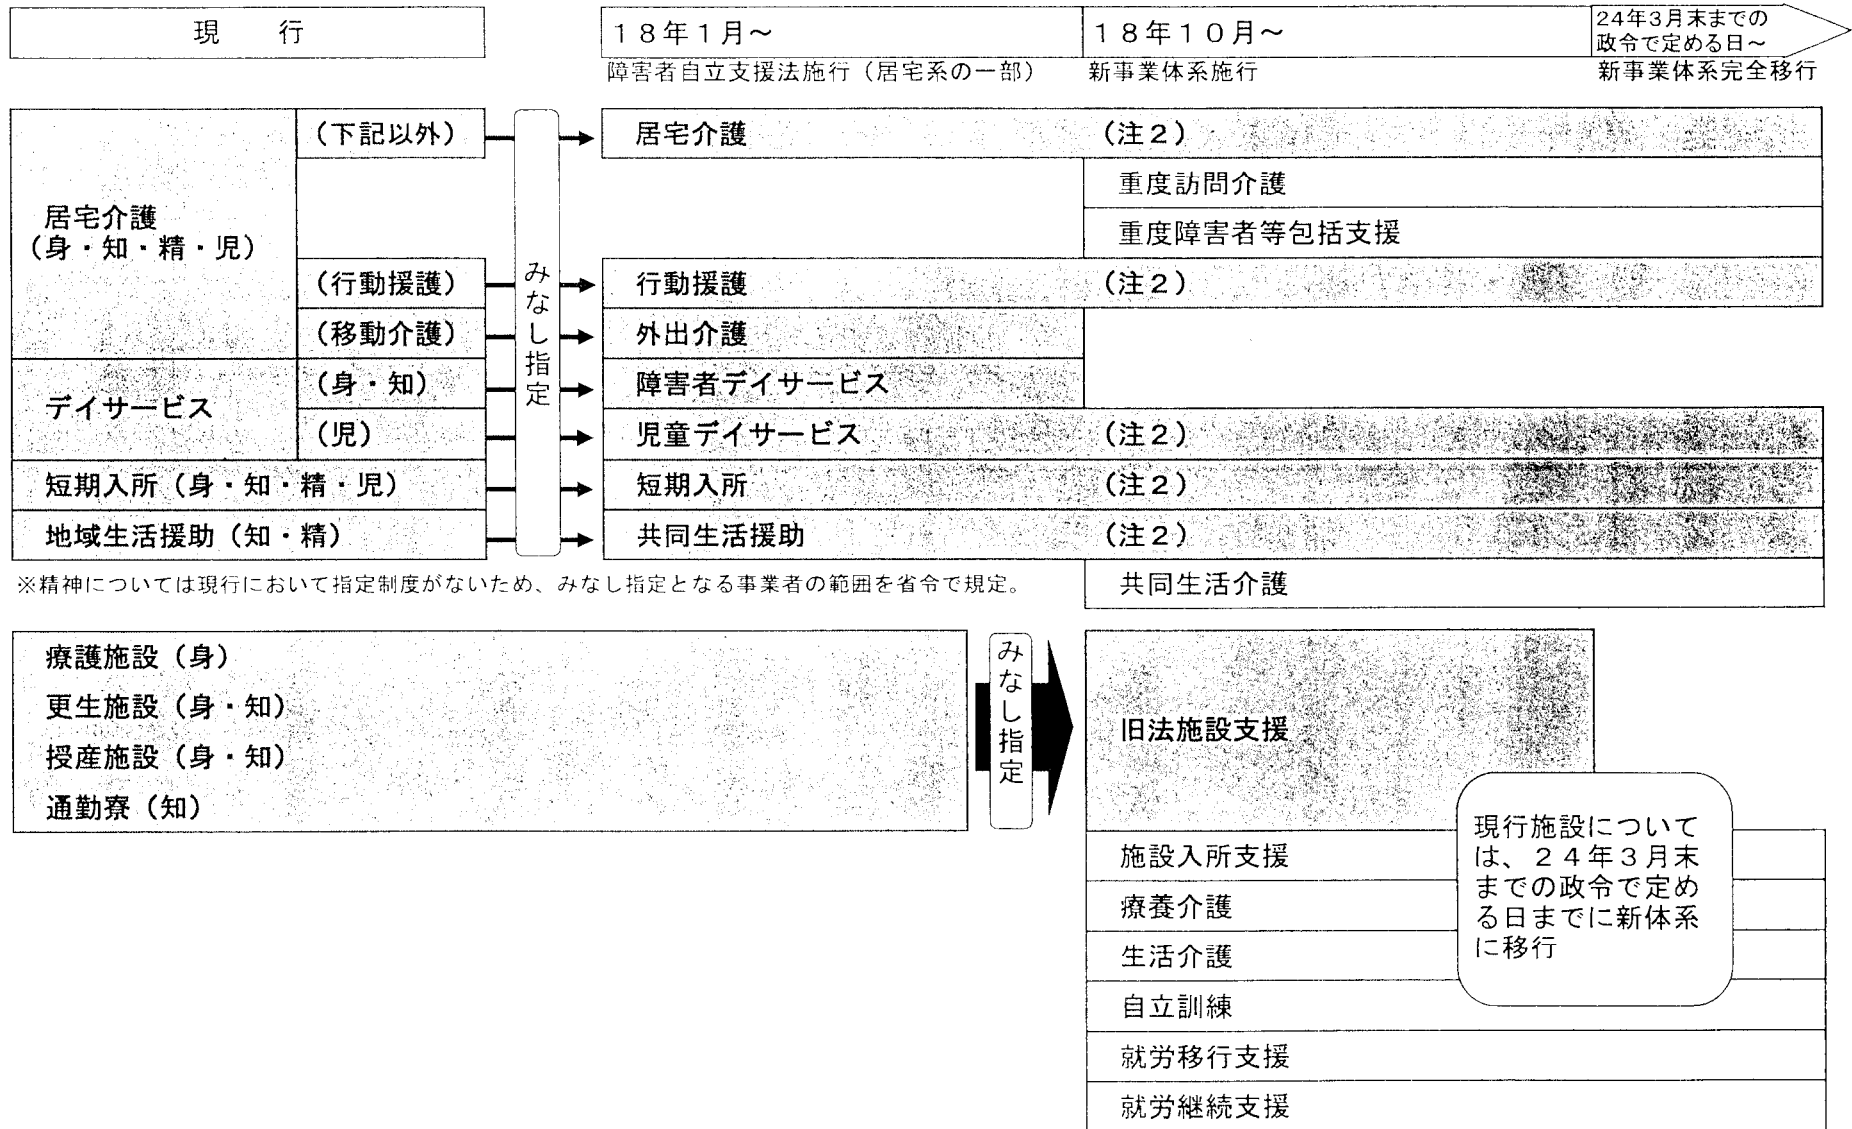 現　　行
１８年１月～
１８年１０月～
24年3月末までの
政令で定める日～
障害者自立支援法施行（居宅系の一部）
新事業体系施行
新事業体系完全移行
居宅介護
（身・知・精・児）
（下記以外）
（行動援護）
（移動介護）
デイサービス
（身・知）
（児）
短期入所（身・知・精・児）
地域生活援助（知・精）
みなし指定
居宅介護
（注２）
重度訪問介護
重度障害者等包括支援
行動援護
（注２）
外出介護
障害者デイサービス
児童デイサービス
（注２）
短期入所
（注２）
共同生活援助
（注２）
共同生活介護
※精神については現行において指定制度がないため、みなし指定となる事業者の範囲を省令で規定。
療護施設（身）
更生施設（身・知）
授産施設（身・知）
通勤寮（知）
みなし指定
旧法施設支援
施設入所支援
療養介護
生活介護
自立訓練
就労移行支援
就労継続支援
現行施設について
は、２４年３月末
までの政令で定め
る日までに新体系
に移行